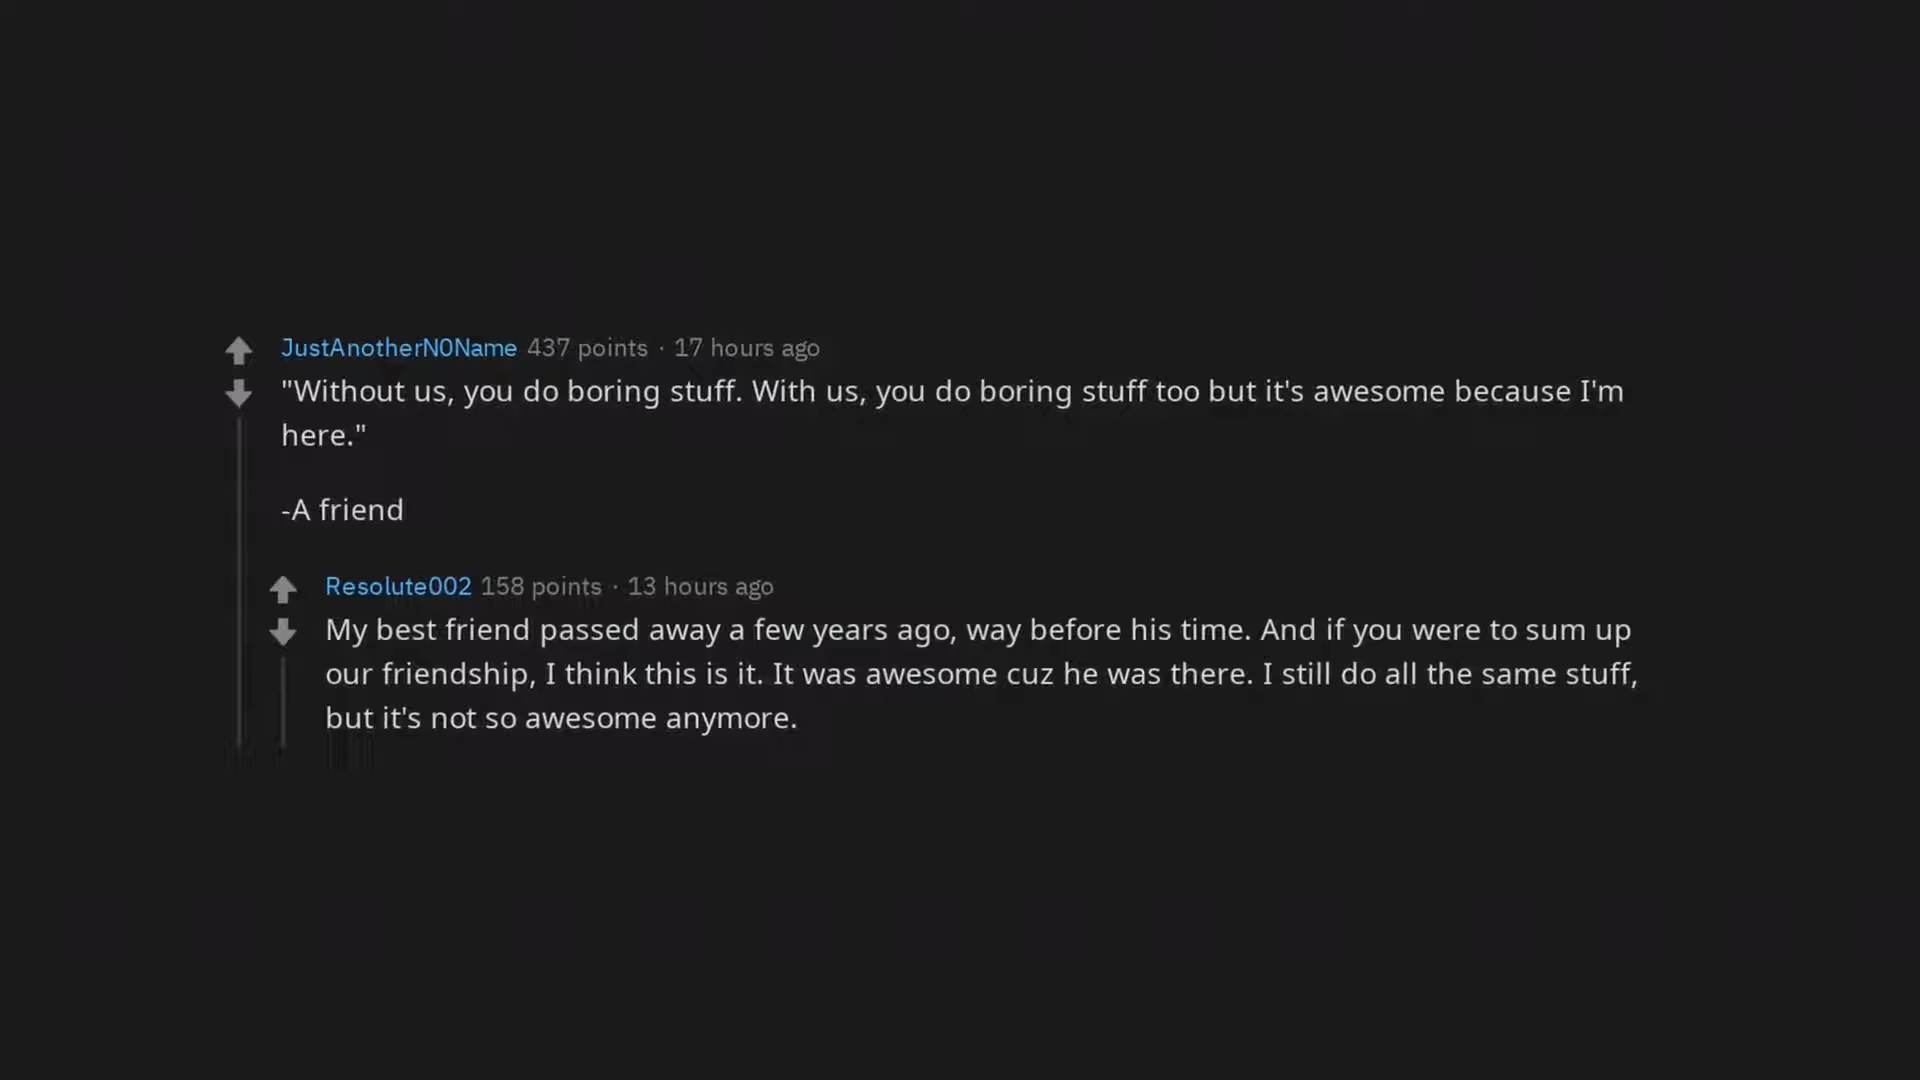 JustAnotherN0Name 437 points · 17 hours ago
"Without us, you do boring stuff. With us, you do boring stuff too but it's awesome because I'm
here."
-A friend
Resolute002 158 points · 13 hours ago
My best friend passed away a few years ago, way before his time. And if you were to sum up
our friendship, I think this is it. It was awesome cuz he was there. I still do all the same stuff,
but it's not so awesome anymore.